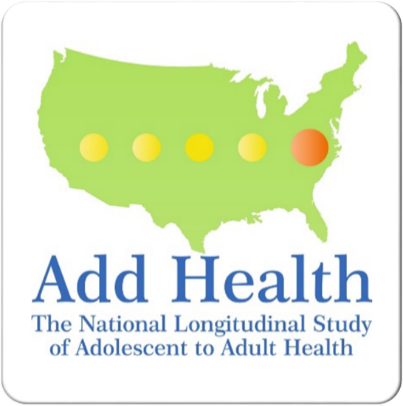 Add Health
The National Longitudinal Study
of Adolescent to Adult Health